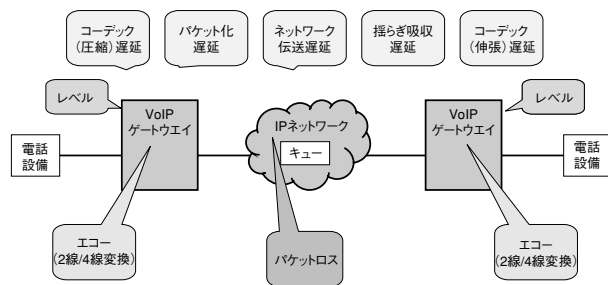 コーデック
(圧縮)遅延
パケット化
遅延
ネットワーク
伝送遅延
揺らぎ吸収
遅延
コーデック
(伸張)遅延
レベル
VoIP
ゲートウエイ
IPネットワーク
キュー
VoIP
ゲートウエイ
レベル
電話
設備
電話
設備
エコー
(2線/4線変換)
パケットロス
エコー
(2線/4線変換)